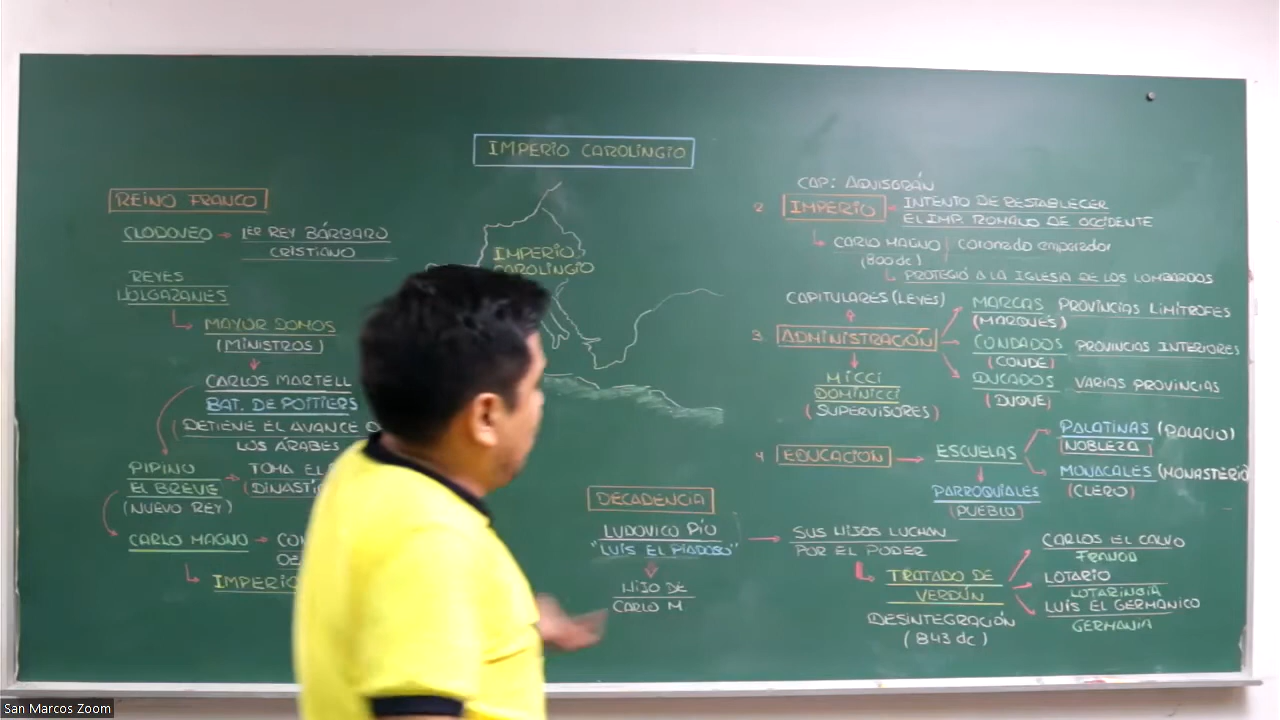 IMPERIO CAROLINGIO
REINO FRANCO
CLODOVEO → 1ER REY BÁRBARO
CRISTIANO
REYES
HOLGAZANES
MAYOR DOMOS
(MINISTROS)
CARLOS MARTELL
BAT. DE POITIERS
(DETIENE EL AVANCE D
LOS ÁRABES
PIPINO
EL BREVE
(NUEVO REY)
TOMA EL
(DINASTÍ
CARLO MAGNO → CON
IMPERIO
IMPERIO
CAROLINGIO
DECADENCIA
LUDOVICO PÍO
"LUIS EL PIADOSO"
HIJO DE
CARLO M
CAP: AQUISGRÁN
2 IMPERIO - INTENTO DE RESTABLECER
EL IMP. ROMANO DE OCCIDENTE
CARLO MAGNO | coronado emperador
(800 dc)
PROTEGIÓ A LA IGLESIA DE LOS LOMBARDOS
CAPITULARES (LEYES)
3 ADMINISTRACIÓN
MICCI
DOMINICCI
(SUPERVISORES)
MARCAS PROVINCIAS LIMÍTROFES
(MARQUÉS)
CONDADOS PROVINCIAS INTERIORES
(CONDE)
DUCADOS VARIAS PROVINCIAS
(DUQUE)
4 EDUCACIÓN → ESCUELAS
PARROQUIALES
(PUEBLO)
PALATINAS (PALACIO)
NOBLEZA
MONACALES (MONASTERIO
(CLERO)
SUS HIJOS LUCHAN
POR EL PODER
TRATADO DE
VERDÚN
DESINTEGRACIÓN
(843 dc)
CARLOS EL CALVO
FRANCIA
LOTARIO
LOTARINGIA
LUIS EL GERMANICO
GERMANIA
San Marcos Zoom